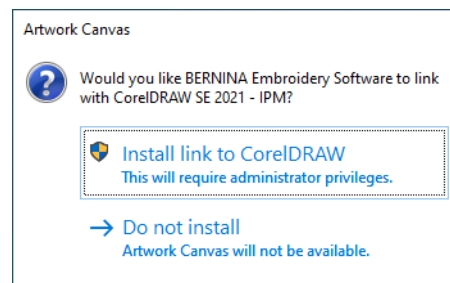 Artwork Canvas
Would you like BERNINA Embroidery Software to link
with CorelDRAW SE 2021 - IPM?
Install link to CorelDRAW
This will require administrator privileges.
Do not install
Artwork Canvas will not be available.